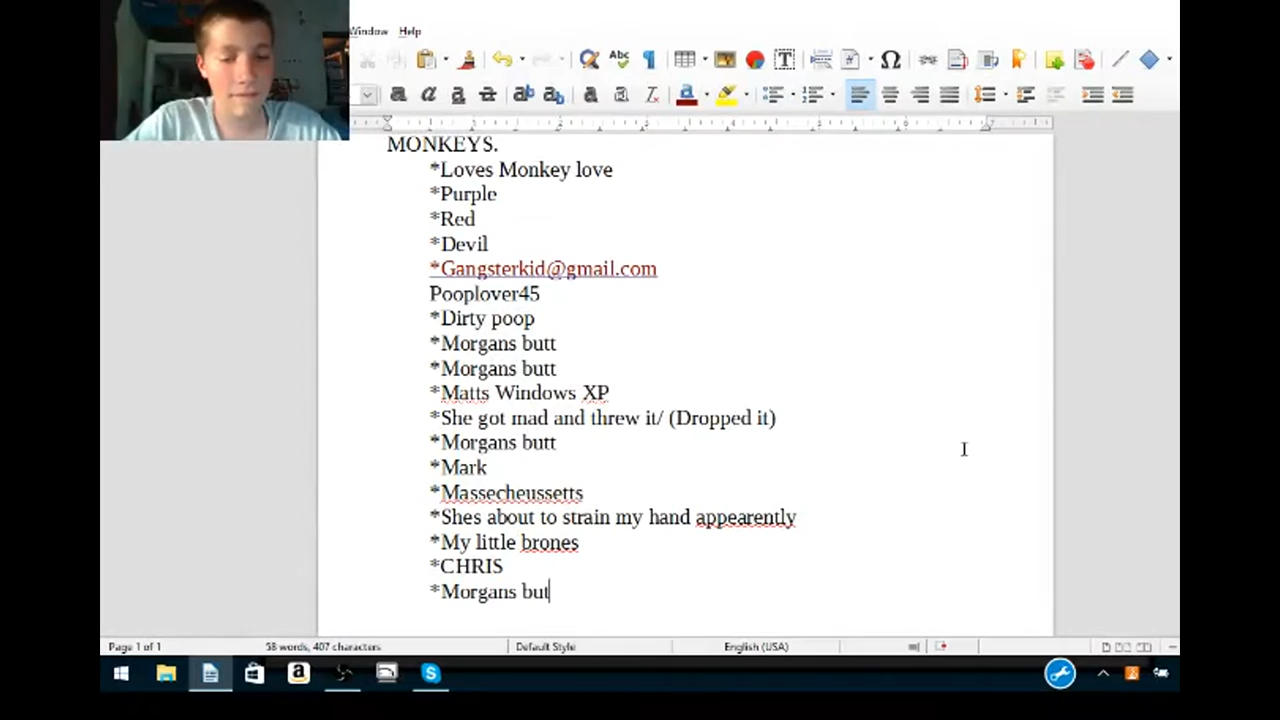 Window Help
MONKEYS.
*Loves Monkey love
*Purple
*Red
*Devil
*Gangsterkid@gmail.com
Pooplover45
*Dirty poop
*Morgans butt
*Morgans butt
*Matts Windows XP
*She got mad and threw it/ (Dropped it)
*Morgans butt
*Mark
*Massecheussetts
*Shes about to strain my hand appearently
*My little brones
*CHRIS
*Morgans but
Page 1 of 1 58 words, 407 characters Default Style English (USA)